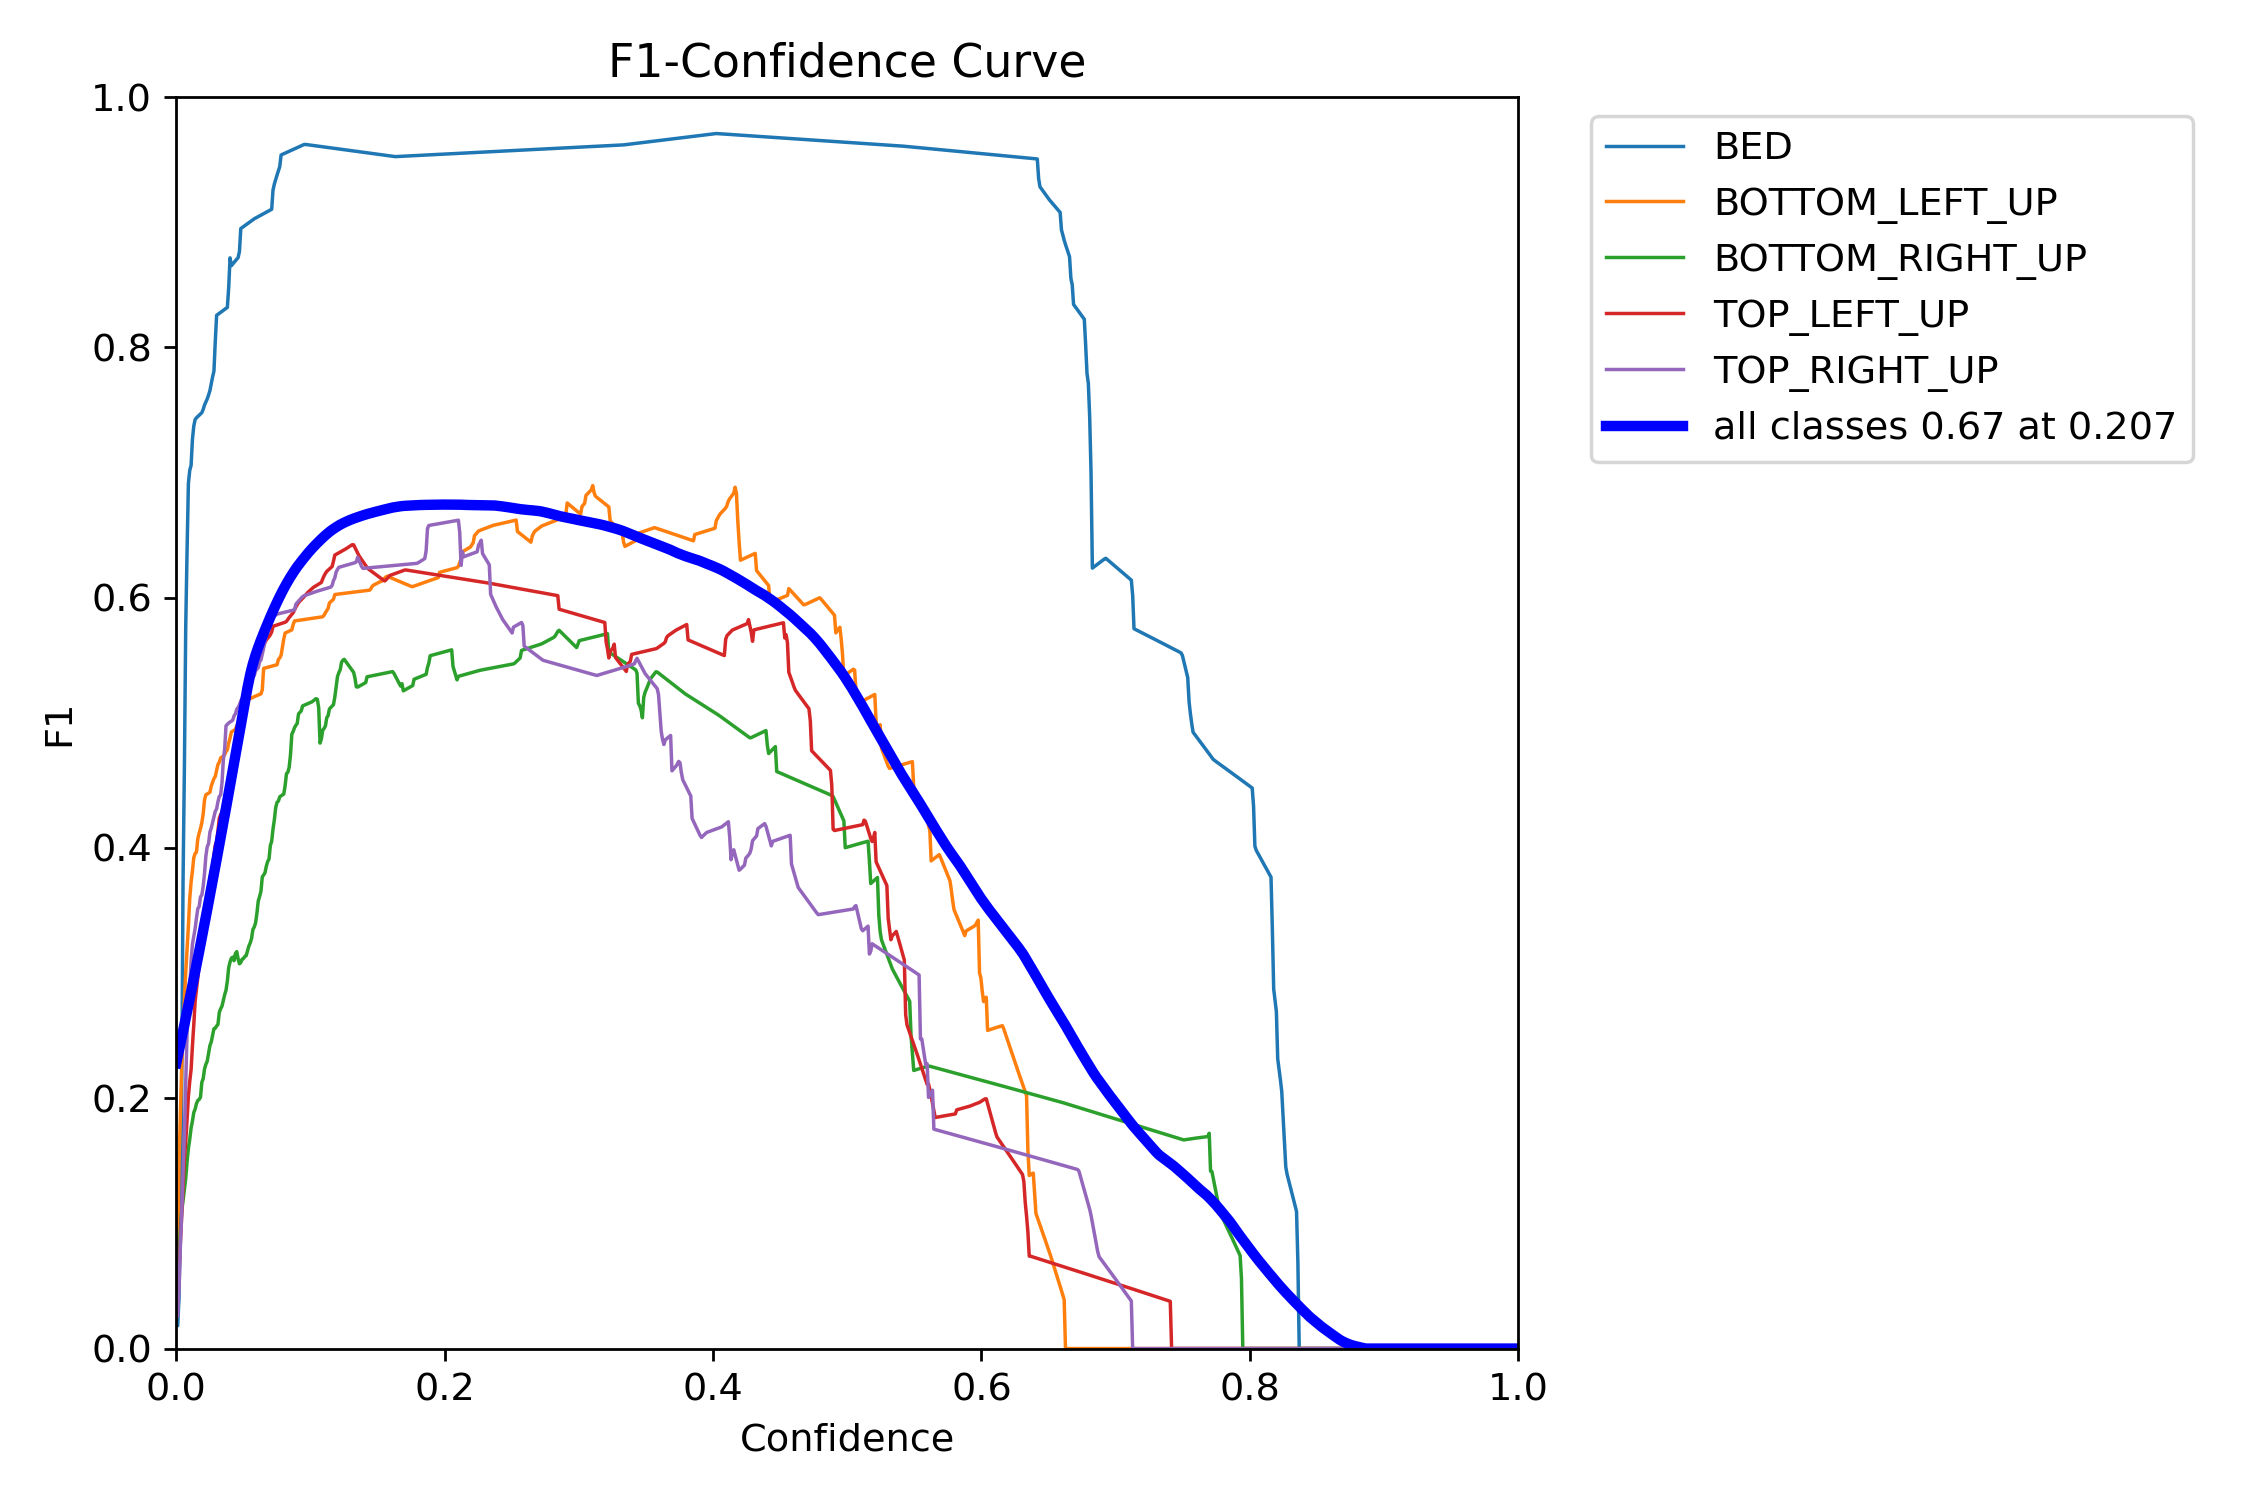 F1-Confidence Curve
1.0
0.8
0.6
0.4
0.2
0.0
F1
0.0 0.2 0.4 0.6 0.8 1.0
Confidence
BED
BOTTOM_LEFT_UP
BOTTOM_RIGHT_UP
TOP_LEFT_UP
TOP_RIGHT_UP
all classes 0.67 at 0.207